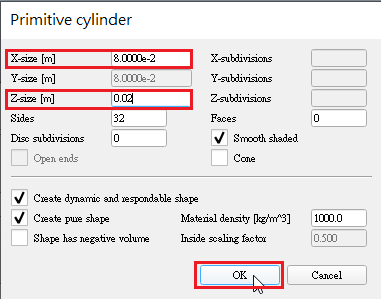 Primitive cylinder
X-size [m] 8.0000e-2 X-subdivisions
Y-size [m] 8.0000e-2 Y-subdivisions
Z-size [m] 0.02 Z-subdivisions
Sides 32 Faces 0
Disc subdivisions 0 Smooth shaded
Open ends Cone
Create dynamic and respondable shape
Create pure shape Material density [kg/m^3] 1000.0
Shape has negative volume Inside scaling factor 0.500
OK Cancel